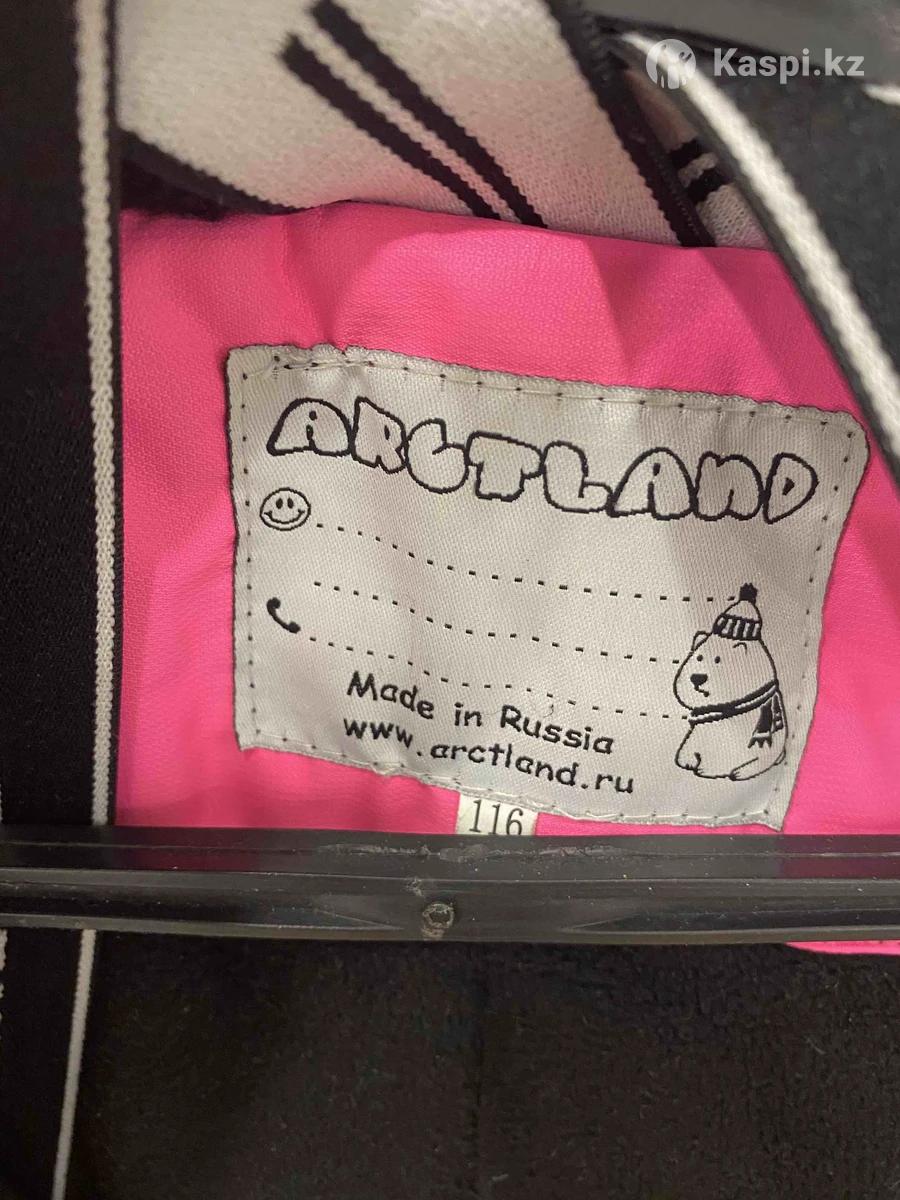 Kaspi.kz
ARCTLAND
Made in Russia
www.arctland.ru
116